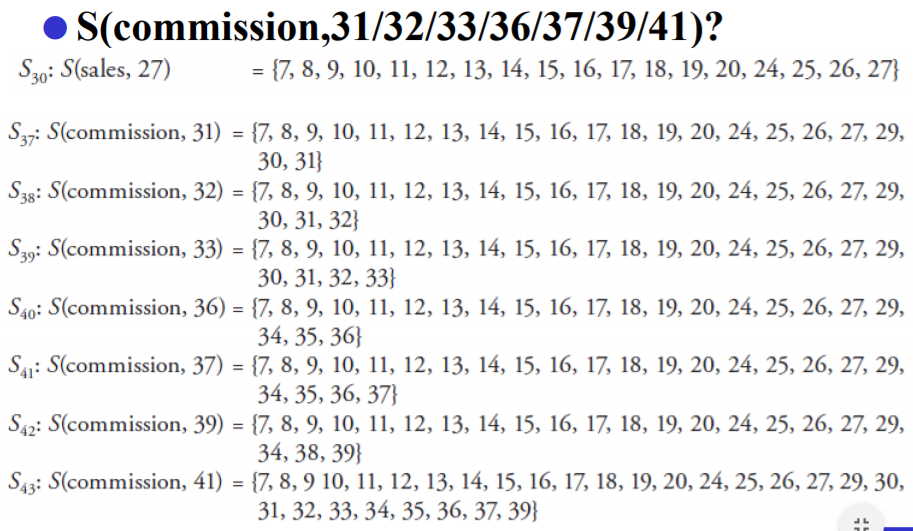 ● S(commission,31/32/33/36/37/39/41)?
S₃₀: S(sales, 27) = {7, 8, 9, 10, 11, 12, 13, 14, 15, 16, 17, 18, 19, 20, 24, 25, 26, 27}
S₃₇: S(commission, 31) = {7, 8, 9, 10, 11, 12, 13, 14, 15, 16, 17, 18, 19, 20, 24, 25, 26, 27, 29,
30, 31}
S₃₈: S(commission, 32) = {7, 8, 9, 10, 11, 12, 13, 14, 15, 16, 17, 18, 19, 20, 24, 25, 26, 27, 29,
30, 31, 32}
S₃₉: S(commission, 33) = {7, 8, 9, 10, 11, 12, 13, 14, 15, 16, 17, 18, 19, 20, 24, 25, 26, 27, 29,
30, 31, 32, 33}
S₄₀: S(commission, 36) = {7, 8, 9, 10, 11, 12, 13, 14, 15, 16, 17, 18, 19, 20, 24, 25, 26, 27, 29,
34, 35, 36}
S₄₁: S(commission, 37) = {7, 8, 9, 10, 11, 12, 13, 14, 15, 16, 17, 18, 19, 20, 24, 25, 26, 27, 29,
34, 35, 36, 37}
S₄₂: S(commission, 39) = {7, 8, 9, 10, 11, 12, 13, 14, 15, 16, 17, 18, 19, 20, 24, 25, 26, 27, 29,
34, 38, 39}
S₄₃: S(commission, 41) = {7, 8, 9 10, 11, 12, 13, 14, 15, 16, 17, 18, 19, 20, 24, 25, 26, 27, 29, 30,
31, 32, 33, 34, 35, 36, 37, 39}